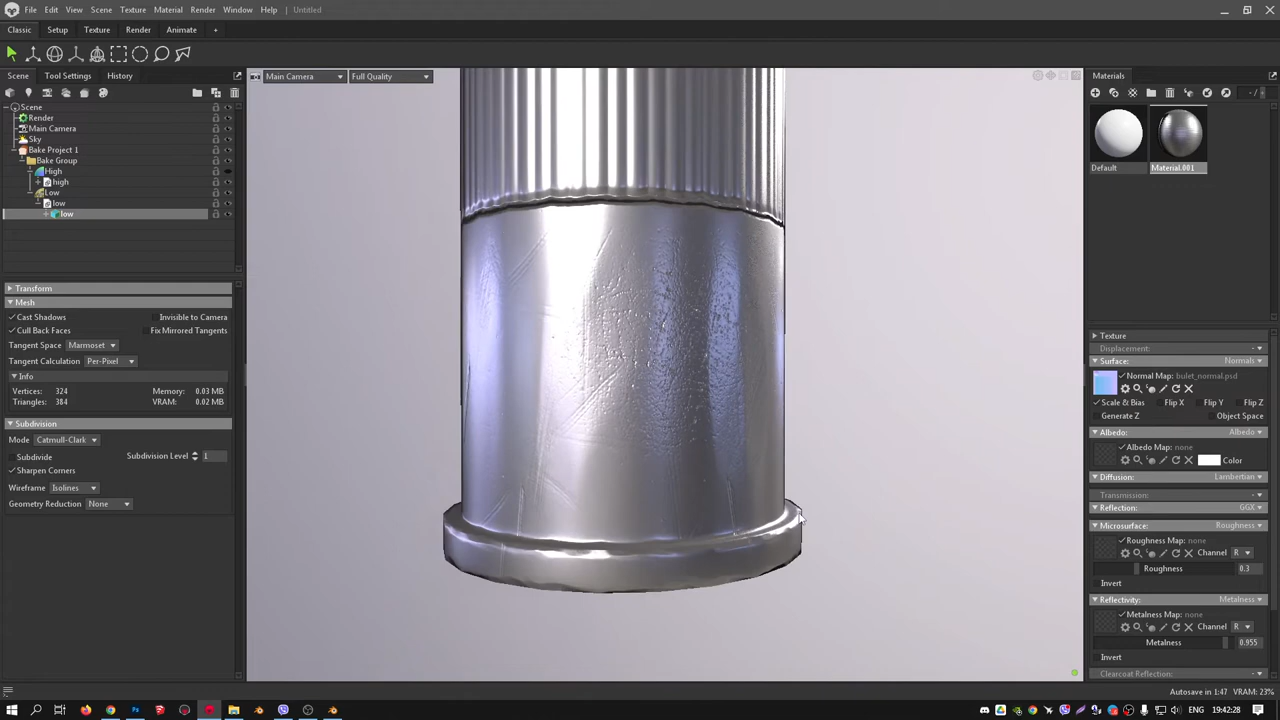 File Edit View Scene Texture Material Render Window Help Untitled
Classic Setup Texture Render Animate +
Scene Tool Settings History
Main Camera Full Quality
Materials
Scene
Render
Main Camera
Sky
Bake Project 1
Bake Group
High
high
Low
low
low
Default Material.001
Transform
Mesh
Cast Shadows Invisible to Camera
Cull Back Faces Fix Mirrored Tangents
Tangent Space Marmoset
Tangent Calculation Per-Pixel
Info
Vertices: 324 Memory: 0.03 MB
Triangles: 384 VRAM: 0.02 MB
Subdivision
Mode Catmull-Clark
Subdivide Subdivision Level 1
Sharpen Corners
Wireframe Isolines
Geometry Reduction None
Texture
Displacement:
Surface: Normals
Normal Map: bulet_normal.psd
Scale & Bias Flip X Flip Y Flip Z
Generate Z Object Space
Albedo: Albedo
Albedo Map: none
Color
Diffusion: Lambertian
Transmission:
Reflection: GGX
Microsurface: Roughness
Roughness Map: none
Channel R
Roughness 0.3
Invert
Reflectivity: Metalness
Metalness Map: none
Channel R
Metalness 0.955
Invert
Clearcoat Reflection:
Autosave in 1:47 VRAM: 23%
ENG 19:42:28